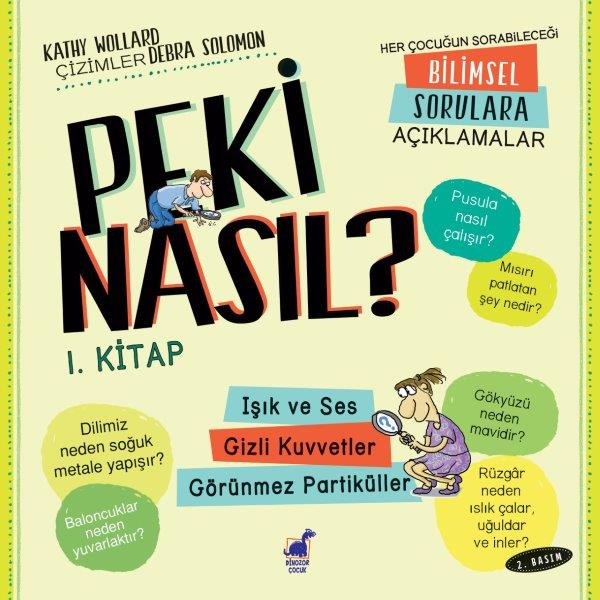 KATHY WOLLARD
ÇİZİMLER DEBRA SOLOMON
HER ÇOCUĞUN SORABİLECEĞİ
BİLİMSEL
SORULARA
AÇIKLAMALAR
PEKİ
NASIL?
1. KİTAP
Pusula
nasıl
çalışır?
Mısırı
patlatan
şey nedir?
Işık ve Ses
Gizli Kuvvetler
Görünmez Partiküller
Gökyüzü
neden
mavidir?
Dilimiz
neden soğuk
metale yapışır?
Baloncuklar
neden
yuvarlaktır?
Rüzgâr
neden
ıslık çalar,
uğuldar
ve inler?
2. BASIM
DİNOZOR
ÇOCUK
?